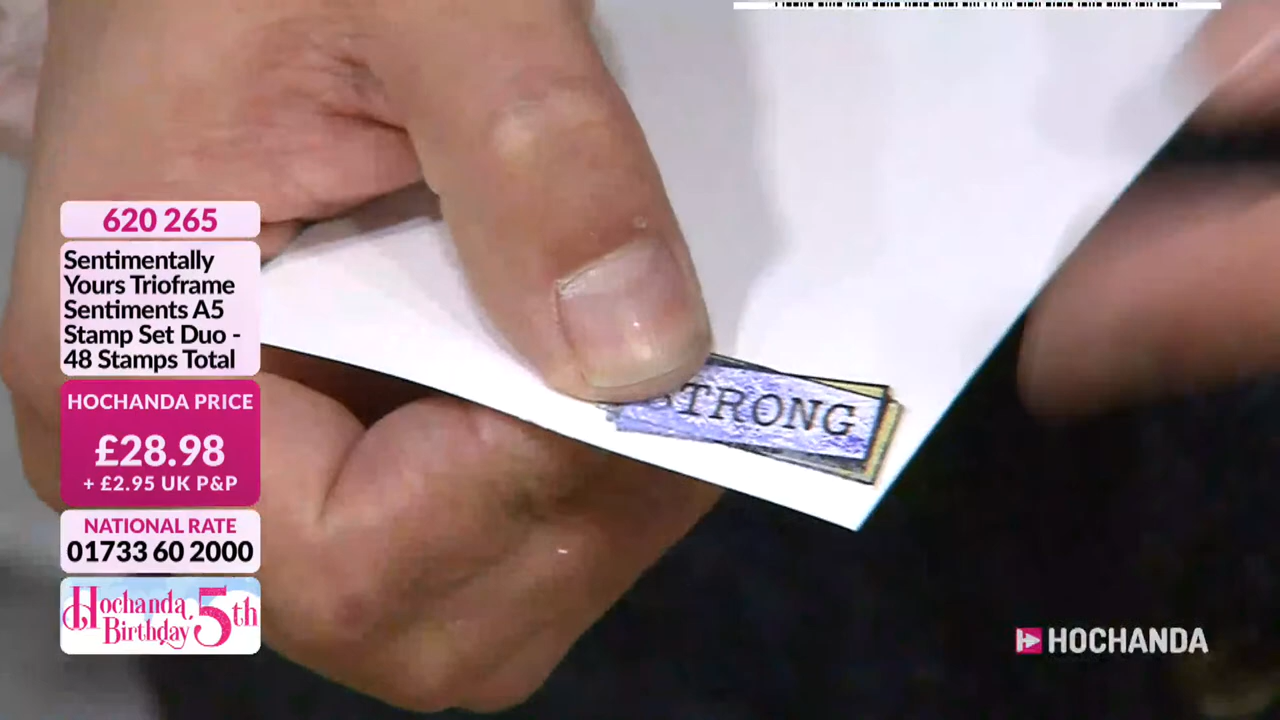 620 265
Sentimentally
Yours Trioframe
Sentiments A5
Stamp Set Duo -
48 Stamps Total
HOCHANDA PRICE
£28.98
+ £2.95 UK P&P
NATIONAL RATE
01733 60 2000
Hochanda
Birthday 5th
STRONG
HOCHANDA